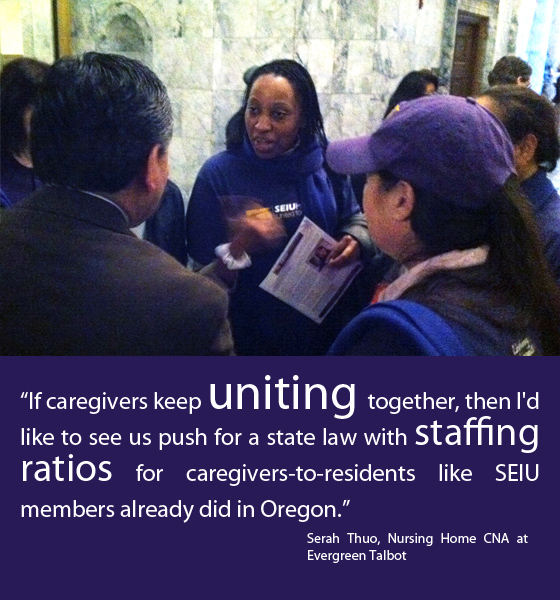 SEIU
"If caregivers keep uniting together, then I'd
like to see us push for a state law with staffing
ratios for caregivers-to-residents like SEIU
members already did in Oregon."
Serah Thuo, Nursing Home CNA at
Evergreen Talbot